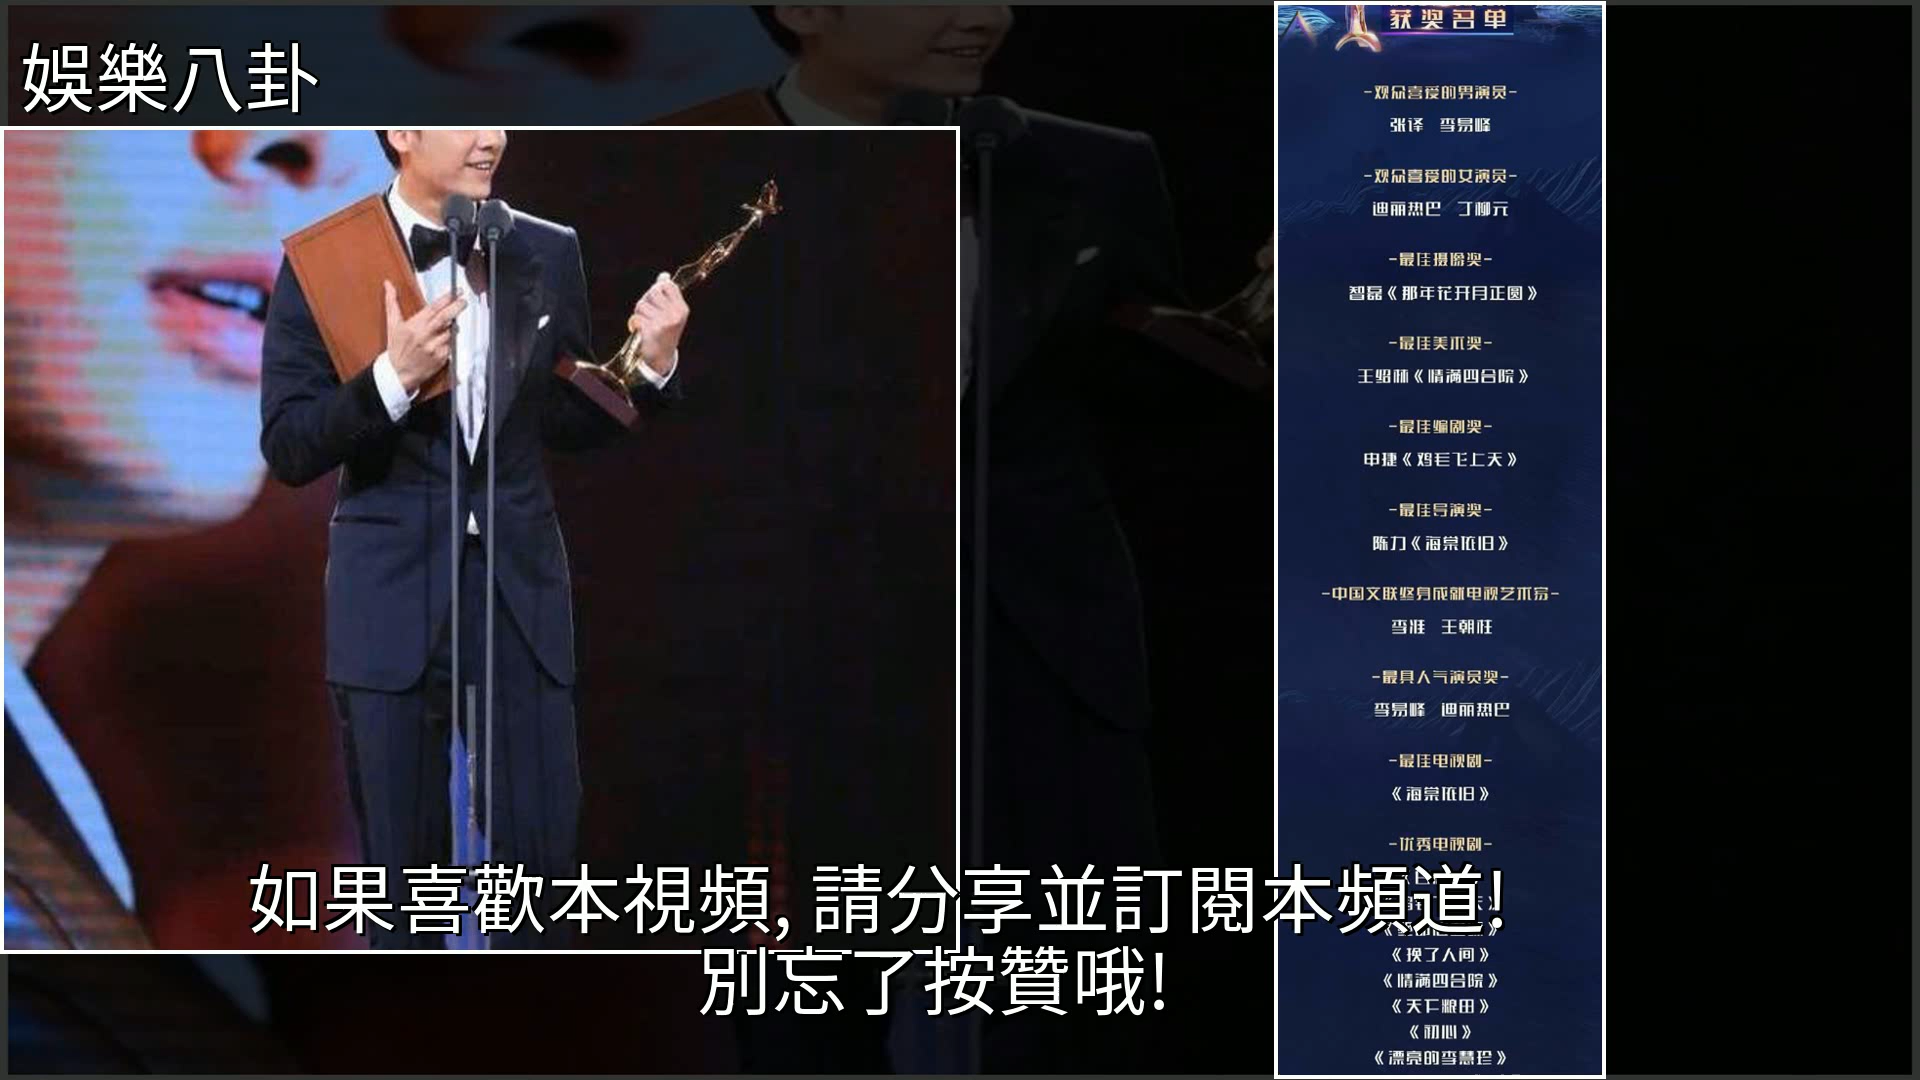 娛樂八卦
获奖名单
-观众喜爱的男演员-
张译 李易峰
-观众喜爱的女演员-
迪丽热巴 丁柳元
-最佳摄影奖-
智磊《那年花开月正圆》
-最佳美术奖-
王绍林《情满四合院》
-最佳编剧奖-
申捷《鸡毛飞上天》
-最佳导演奖-
陈力《海棠依旧》
-中国文联终身成就电视艺术家-
李准 王朝柱
-最具人气演员奖-
李易峰 迪丽热巴
-最佳电视剧-
《海棠依旧》
-优秀电视剧-
《换了人间》
《情满四合院》
《天下粮田》
《初心》
《漂亮的李慧珍》
如果喜歡本視頻, 請分享並訂閱本頻道!
別忘了按贊哦!